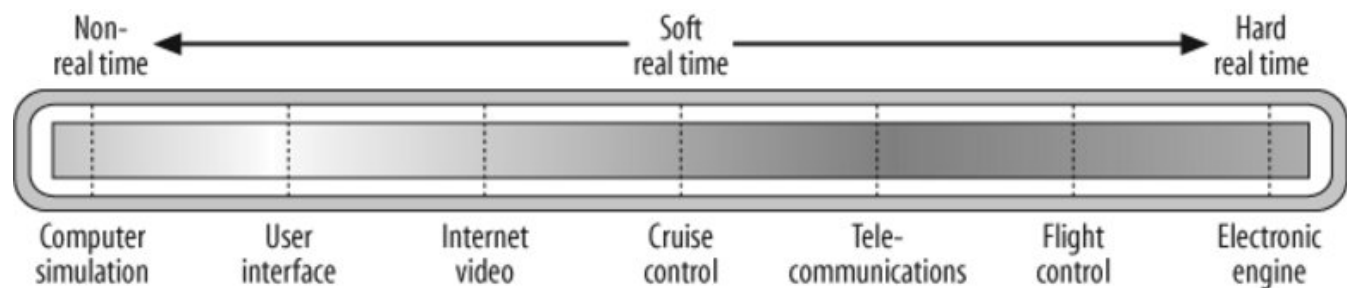 Non-
real time
Soft
real time
Hard
real time
Computer
simulation
User
interface
Internet
video
Cruise
control
Tele-
communications
Flight
control
Electronic
engine